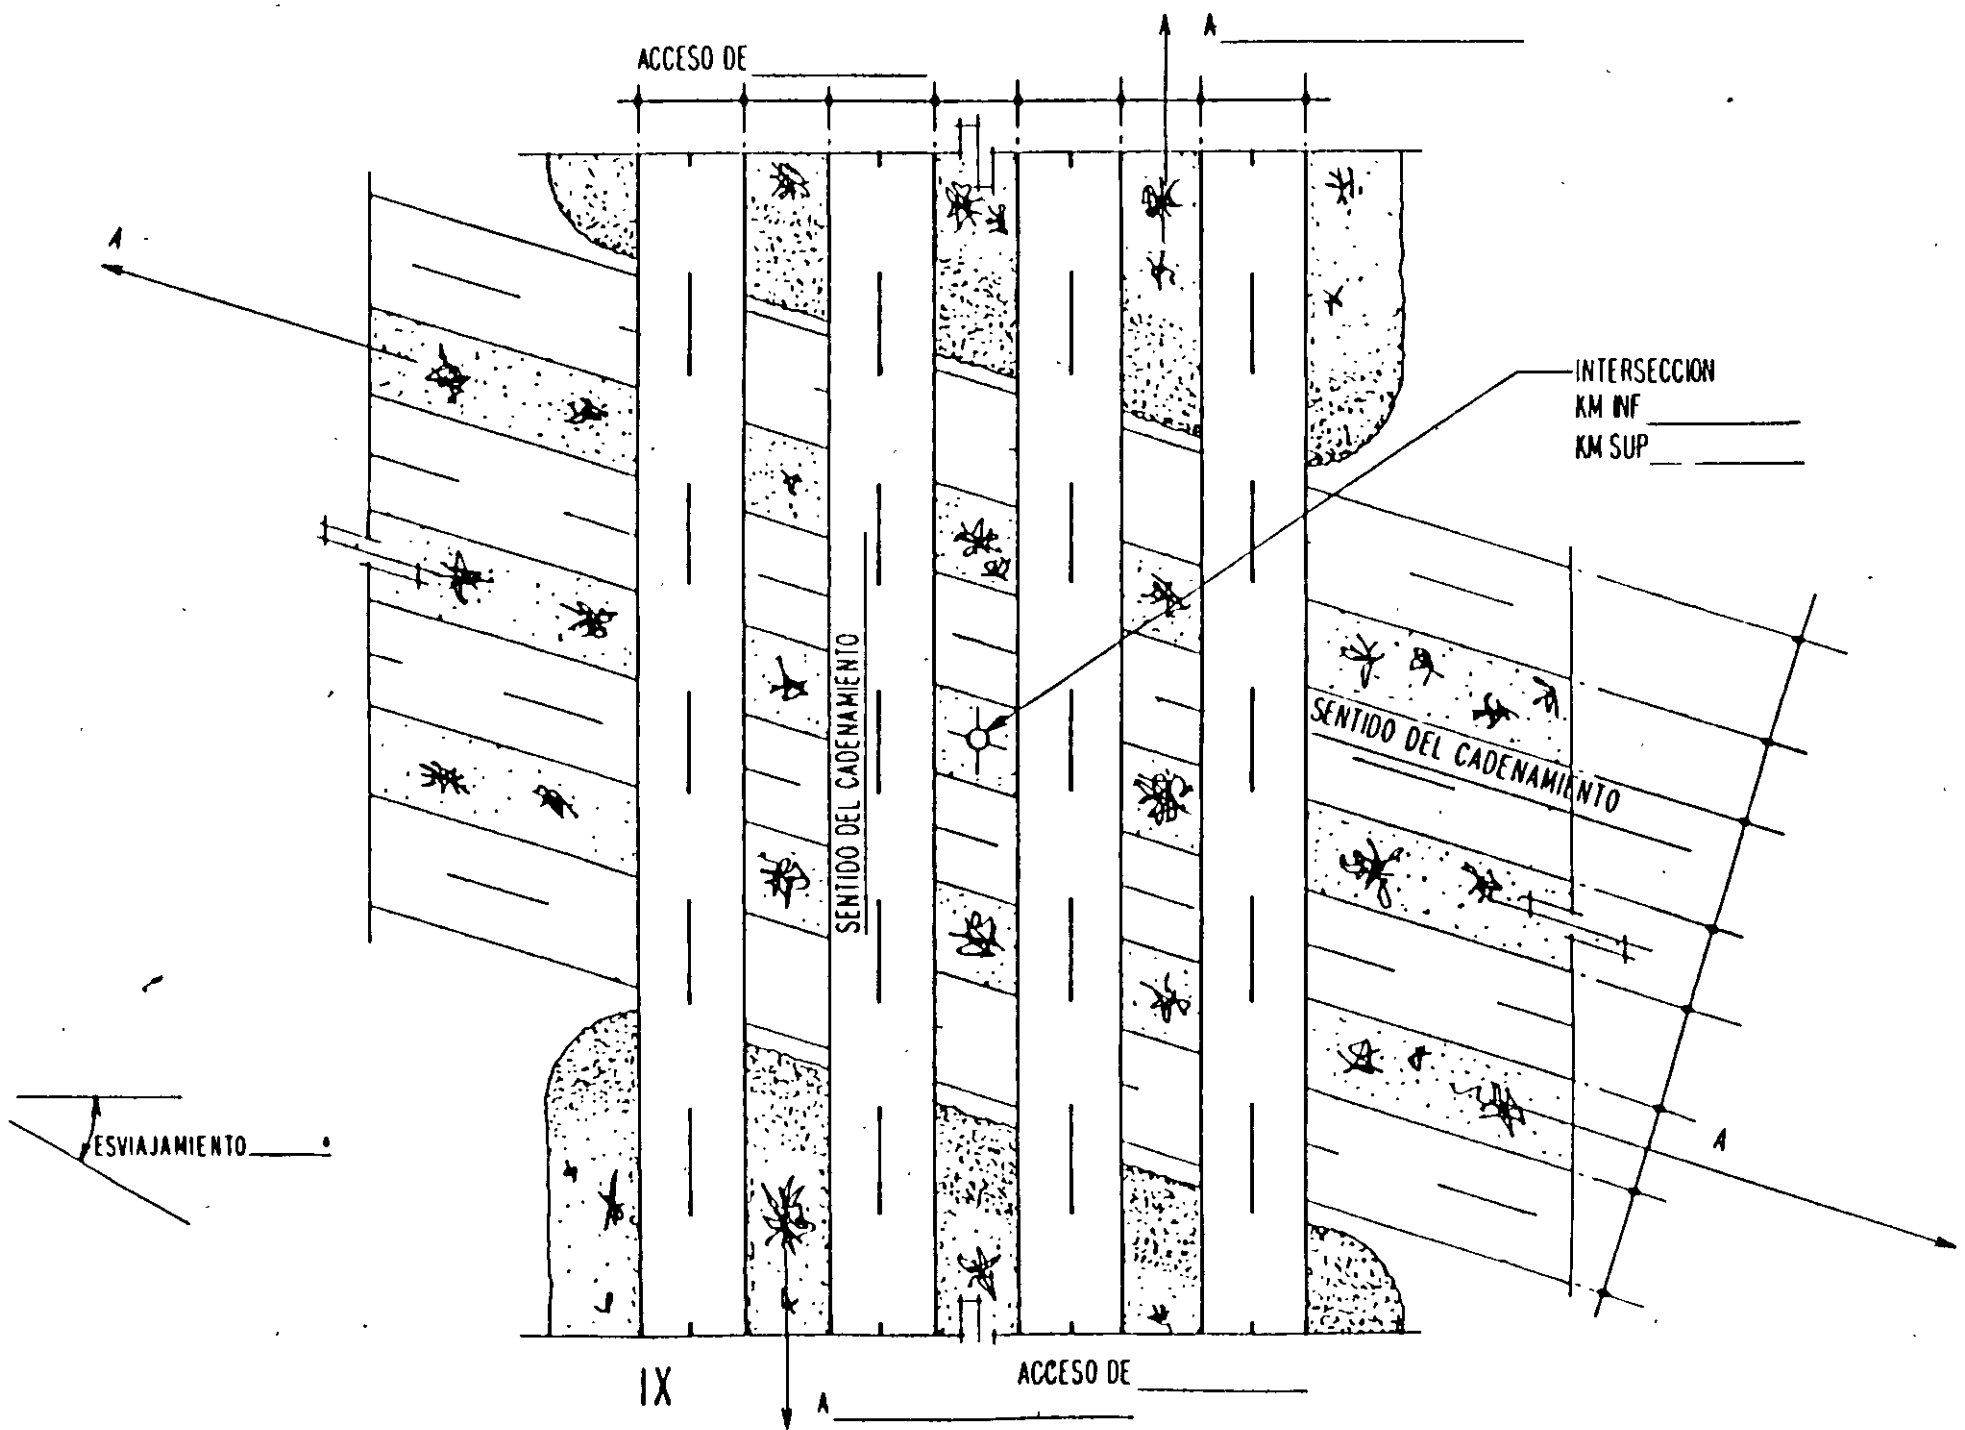 A
ACCESO DE
A
INTERSECCION
KM INF
KM SUP
SENTIDO DEL CADENAMIENTO
SENTIDO DEL CADENAMIENTO
ESVIAJAMIENTO °
A
IX
ACCESO DE
A